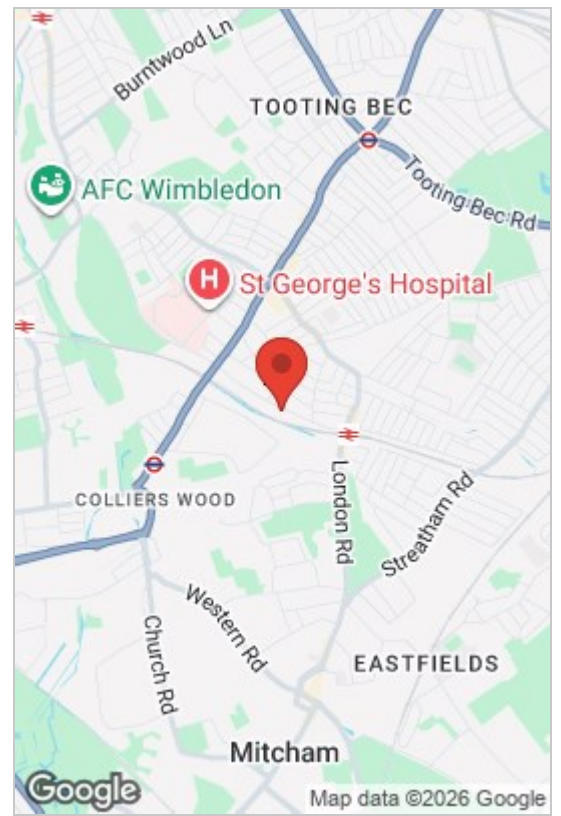 Burntwood Ln
TOOTING BEC
Tooting Bec Rd
AFC Wimbledon
H St George's Hospital
COLLIERS WOOD
London Rd
Streatham Rd
Western Rd
Church Rd
EASTFIELDS
Mitcham
Google
Map data ©2026 Google